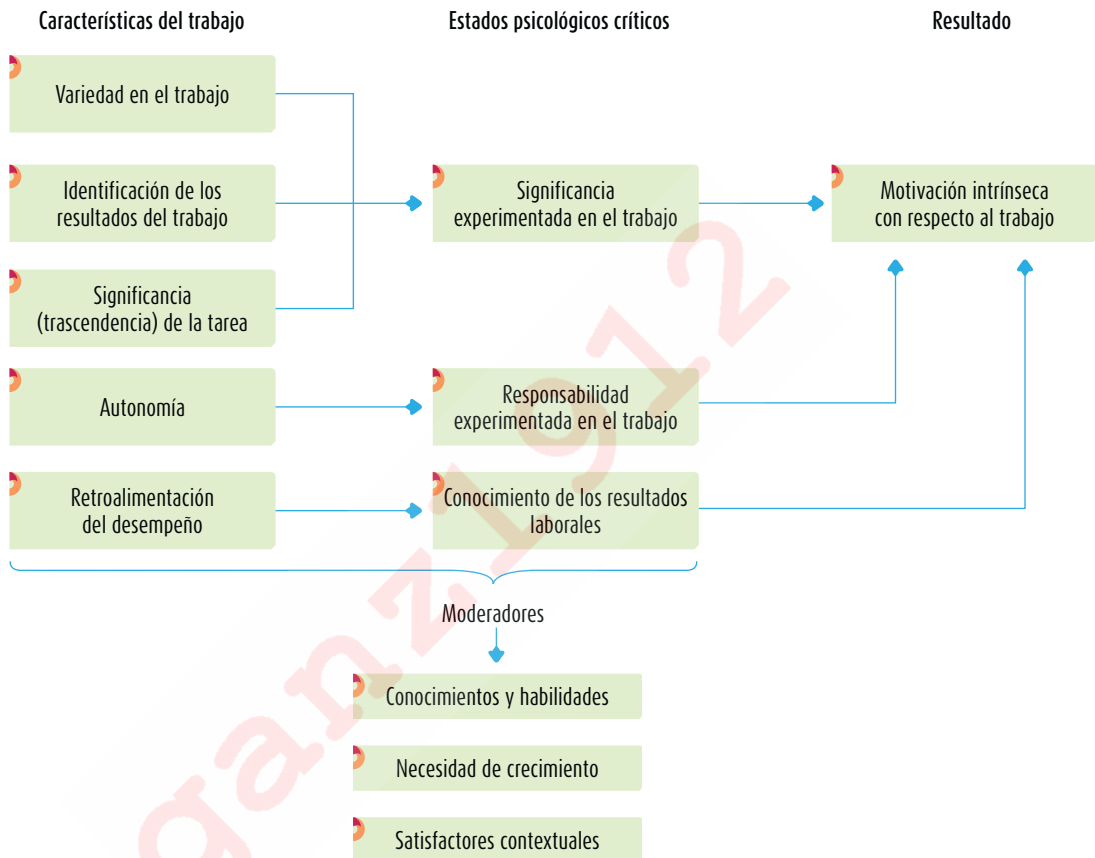 Características del trabajo
Estados psicológicos críticos
Resultado
Variedad en el trabajo
Identificación de los
resultados del trabajo
Significancia
experimentada en el trabajo
Motivación intrínseca
con respecto al trabajo
Significancia
(trascendencia) de la tarea
Autonomía
Responsabilidad
experimentada en el trabajo
Retroalimentación
del desempeño
Conocimiento de los resultados
laborales
Moderadores
Conocimientos y habilidades
Necesidad de crecimiento
Satisfactores contextuales
ganz1912